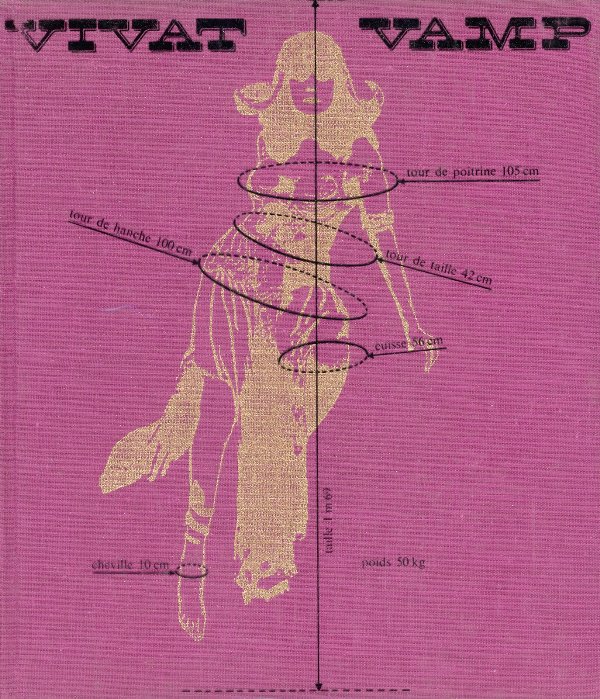 VIVAT VAMP
tour de poitrine 105 cm
tour de hanche 100 cm
tour de taille 42 cm
cuisse 56 cm
taille 1 m 69
cheville 10 cm
poids 50 kg